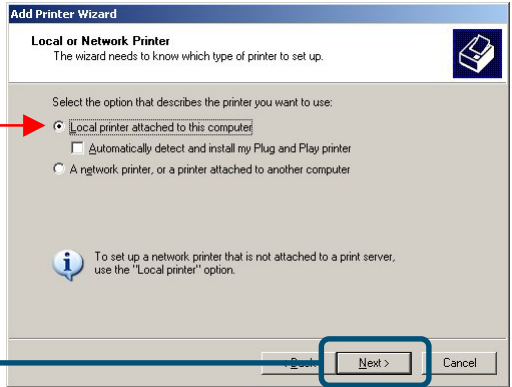 Add Printer Wizard
Local or Network Printer
The wizard needs to know which type of printer to set up.
Select the option that describes the printer you want to use:
Local printer attached to this computer
Automatically detect and install my Plug and Play printer
A network printer, or a printer attached to another computer
To set up a network printer that is not attached to a print server,
use the "Local printer" option.
Next > Cancel